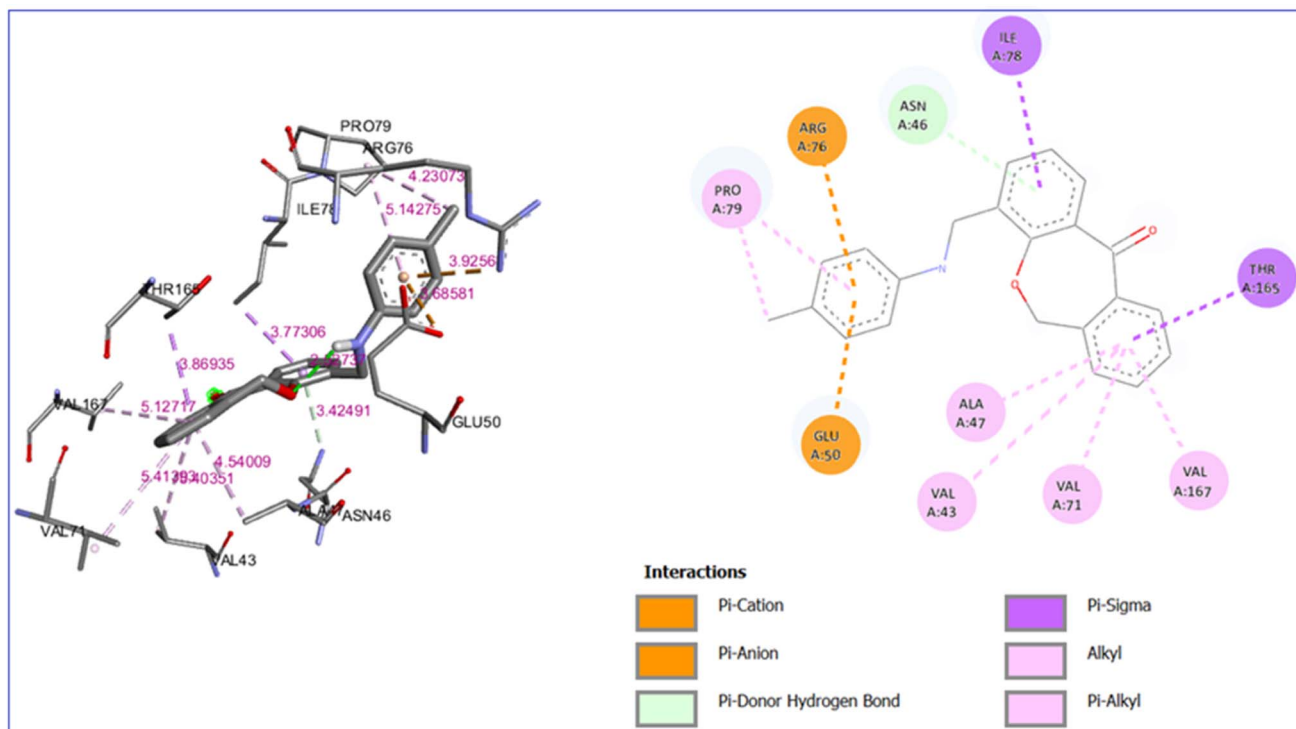 PRO79
ARG76
4.23073
ILE78
5.14275
3.9256
3.68581
THR165
3.77306
3.86935
VAL167
5.12717
3.42491
GLU50
4.54009
VAL71
VAL43
ASN46
ILE
A:78
ASN
A:46
ARG
A:76
PRO
A:79
N
O
O
THR
A:165
ALA
A:47
GLU
A:50
VAL
A:43
VAL
A:71
VAL
A:167
Interactions
Pi-Cation
Pi-Anion
Pi-Donor Hydrogen Bond
Pi-Sigma
Alkyl
Pi-Alkyl